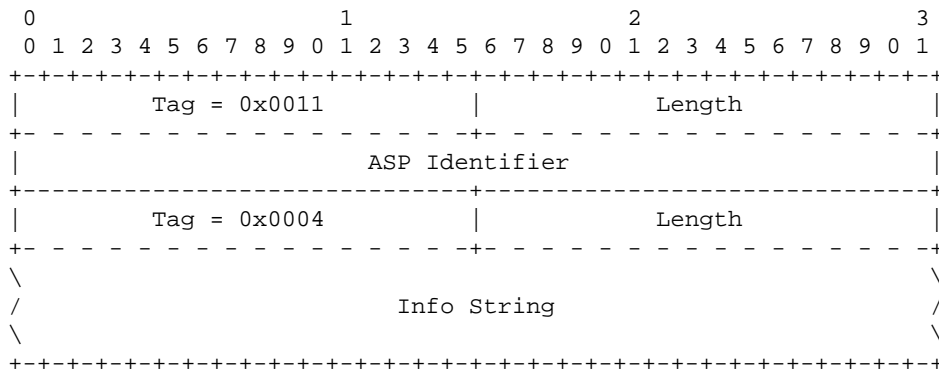 0                   1                   2                   3
 0 1 2 3 4 5 6 7 8 9 0 1 2 3 4 5 6 7 8 9 0 1 2 3 4 5 6 7 8 9 0 1
+-+-+-+-+-+-+-+-+-+-+-+-+-+-+-+-+-+-+-+-+-+-+-+-+-+-+-+-+-+-+-+-+
|         Tag = 0x0011          |            Length             |
+- - - - - - - - - - - - - - - -+- - - - - - - - - - - - - - - -+
|                        ASP Identifier                         |
+-------------------------------+-------------------------------+
|         Tag = 0x0004          |            Length             |
+- - - - - - - - - - - - - - - -+- - - - - - - - - - - - - - - -+
\                                                               \
/                          Info String                          /
\                                                               \
+-+-+-+-+-+-+-+-+-+-+-+-+-+-+-+-+-+-+-+-+-+-+-+-+-+-+-+-+-+-+-+-+